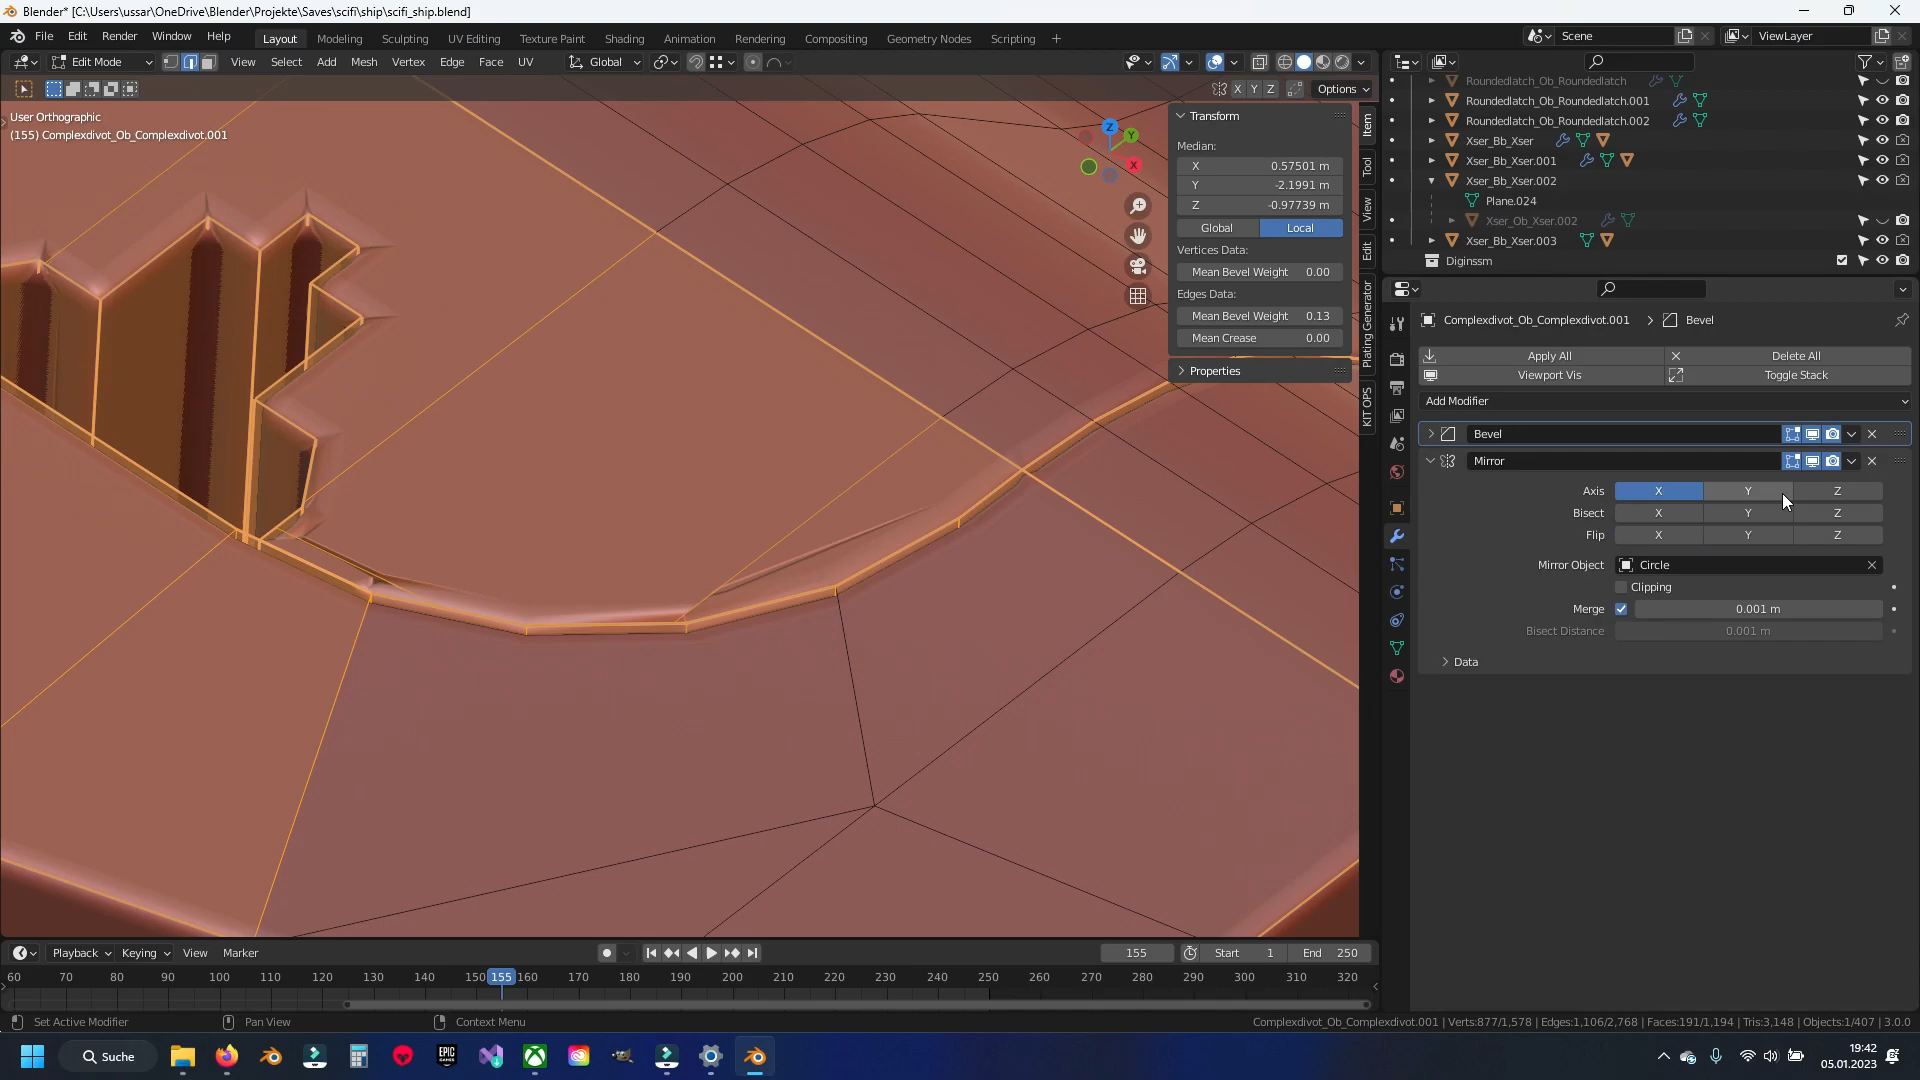 Blender* [C:\Users\ussar\OneDrive\Blender\Projekte\Saves\scifi\ship\scifi_ship.blend]
File Edit Render Window Help Layout Modeling Sculpting UV Editing Texture Paint Shading Animation Rendering Compositing Geometry Nodes Scripting + Scene ViewLayer
Edit Mode View Select Add Mesh Vertex Edge Face UV Global
X Y Z Options
User Orthographic
(155) Complexdivot_Ob_Complexdivot.001
Z Y X
Transform
Median:
X 0.57501 m
Y -2.1991 m
Z -0.97739 m
Global Local
Vertices Data:
Mean Bevel Weight 0.00
Edges Data:
Mean Bevel Weight 0.13
Mean Crease 0.00
Properties
Item
Tool
View
Edit
Plating Generator
KIT OPS
Roundedlatch_Ob_Roundedlatch
Roundedlatch_Ob_Roundedlatch.001
Roundedlatch_Ob_Roundedlatch.002
Xser_Bb_Xser
Xser_Bb_Xser.001
Xser_Bb_Xser.002
Plane.024
Xser_Ob_Xser.002
Xser_Bb_Xser.003
Diginssm
Complexdivot_Ob_Complexdivot.001 Bevel
Apply All Delete All
Viewport Vis Toggle Stack
Add Modifier
Bevel
Mirror
Axis X Y Z
Bisect X Y Z
Flip X Y Z
Mirror Object Circle
Clipping
Merge 0.001 m
Bisect Distance 0.001 m
Data
Playback Keying View Marker 155 Start 1 End 250
60 70 80 90 100 110 120 130 140 150 155 160 170 180 190 200 210 220 230 240 250 260 270 280 290 300 310 320
Set Active Modifier Pan View Context Menu Complexdivot_Ob_Complexdivot.001 | Verts:877/1,578 | Edges:1,106/2,768 | Faces:191/1,194 | Tris:3,148 | Objects:1/407 | 3.0.0
Suche
EPIC GAMES
19:42
05.01.2023